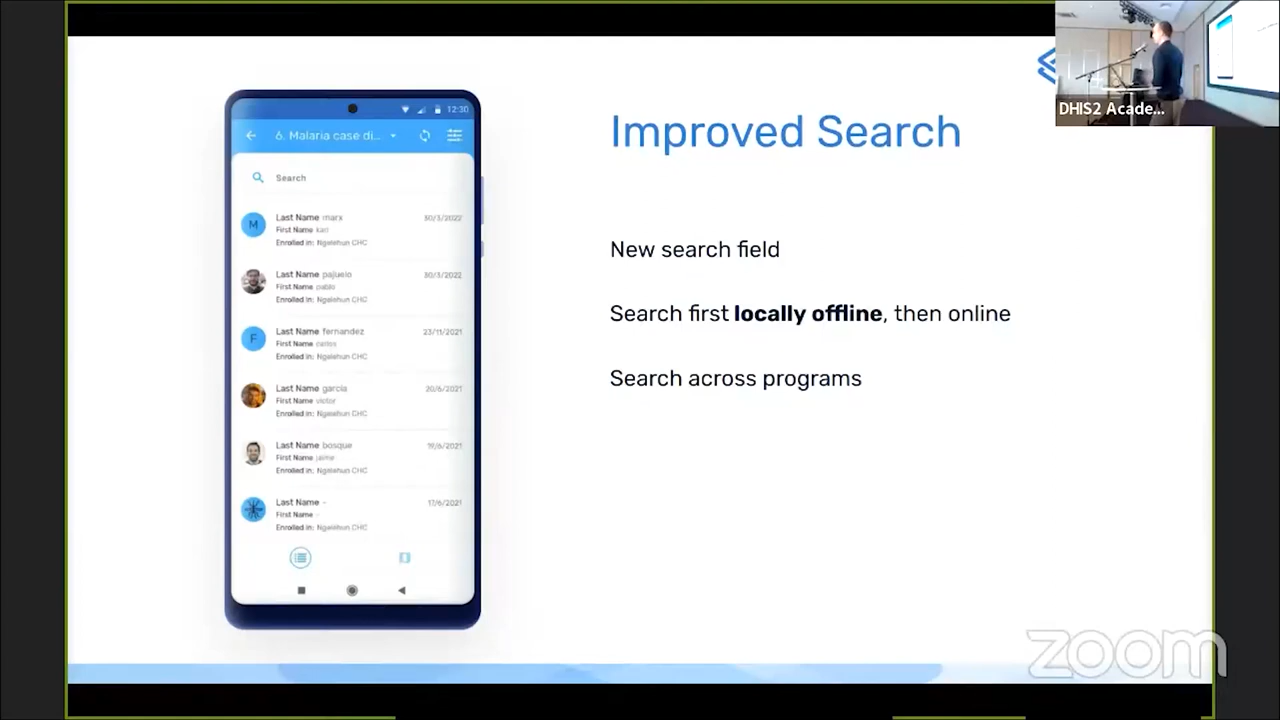 12:30
6. Malaria case di...
Search
M
Last Name marx
30/3/2022
First Name karl
Enrolled in: Ngelehun CHC
Last Name pajuelo
30/3/2022
First Name pablo
Enrolled in: Ngelehun CHC
F
Last Name fernandez
23/11/2021
First Name carlos
Enrolled in: Ngelehun CHC
Last Name garcia
20/6/2021
First Name victor
Enrolled in: Ngelehun CHC
Last Name bosque
19/6/2021
First Name jaime
Enrolled in: Ngelehun CHC
Last Name -
17/6/2021
First Name -
Enrolled in: Ngelehun CHC
Improved Search
New search field
Search first locally offline, then online
Search across programs
DHIS2 Acade...
zoom